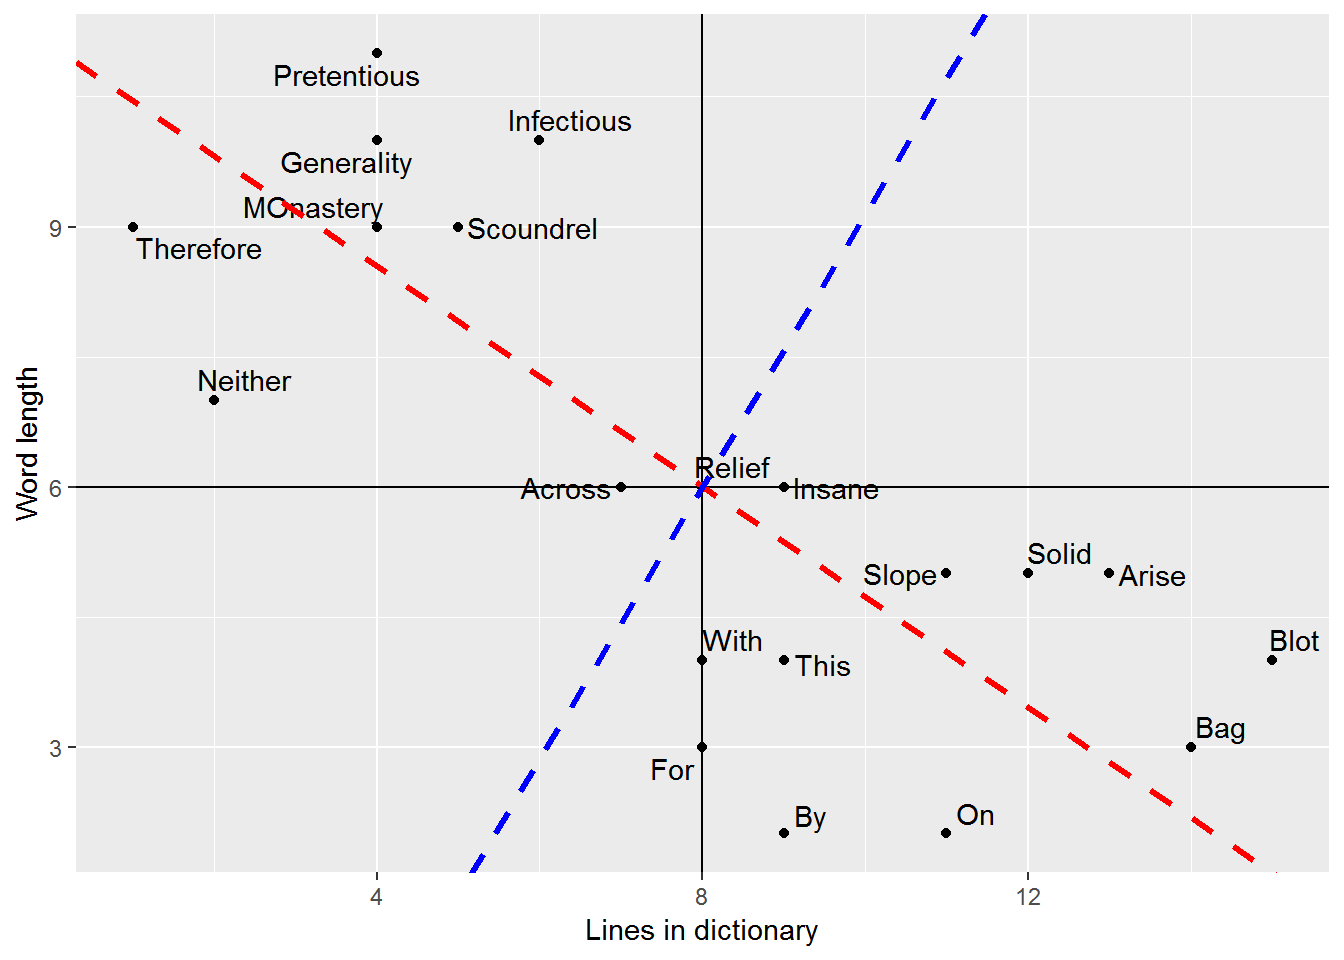 Pretentious
Infectious
Generality
MOnastery
Scoundrel
Therefore
Neither
Relief
Across
Insane
Solid
Slope
Arise
With
Blot
This
Bag
For
By
On
9
6
3
4
8
12
Word length
Lines in dictionary